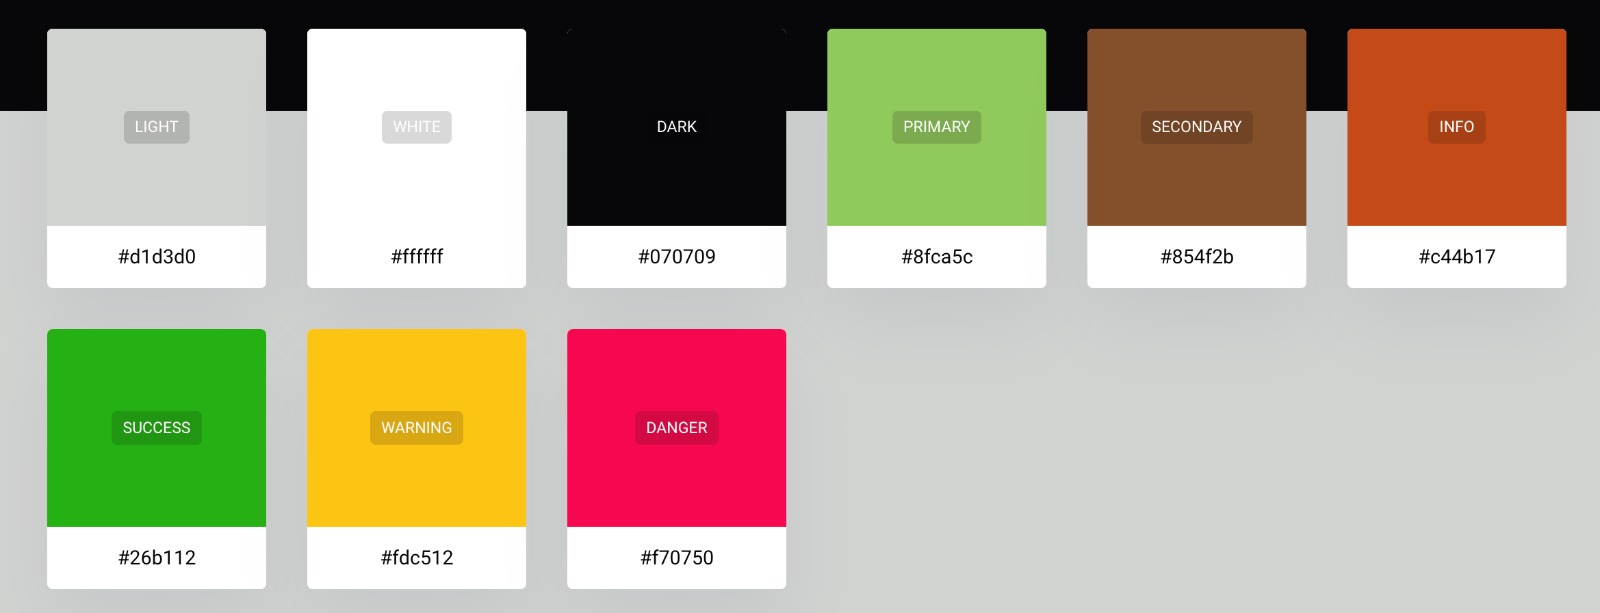 LIGHT
WHITE
DARK
PRIMARY
SECONDARY
INFO
#d1d3d0
#ffffff
#070709
#8fca5c
#854f2b
#c44b17
SUCCESS
WARNING
DANGER
#26b112
#fdc512
#f70750